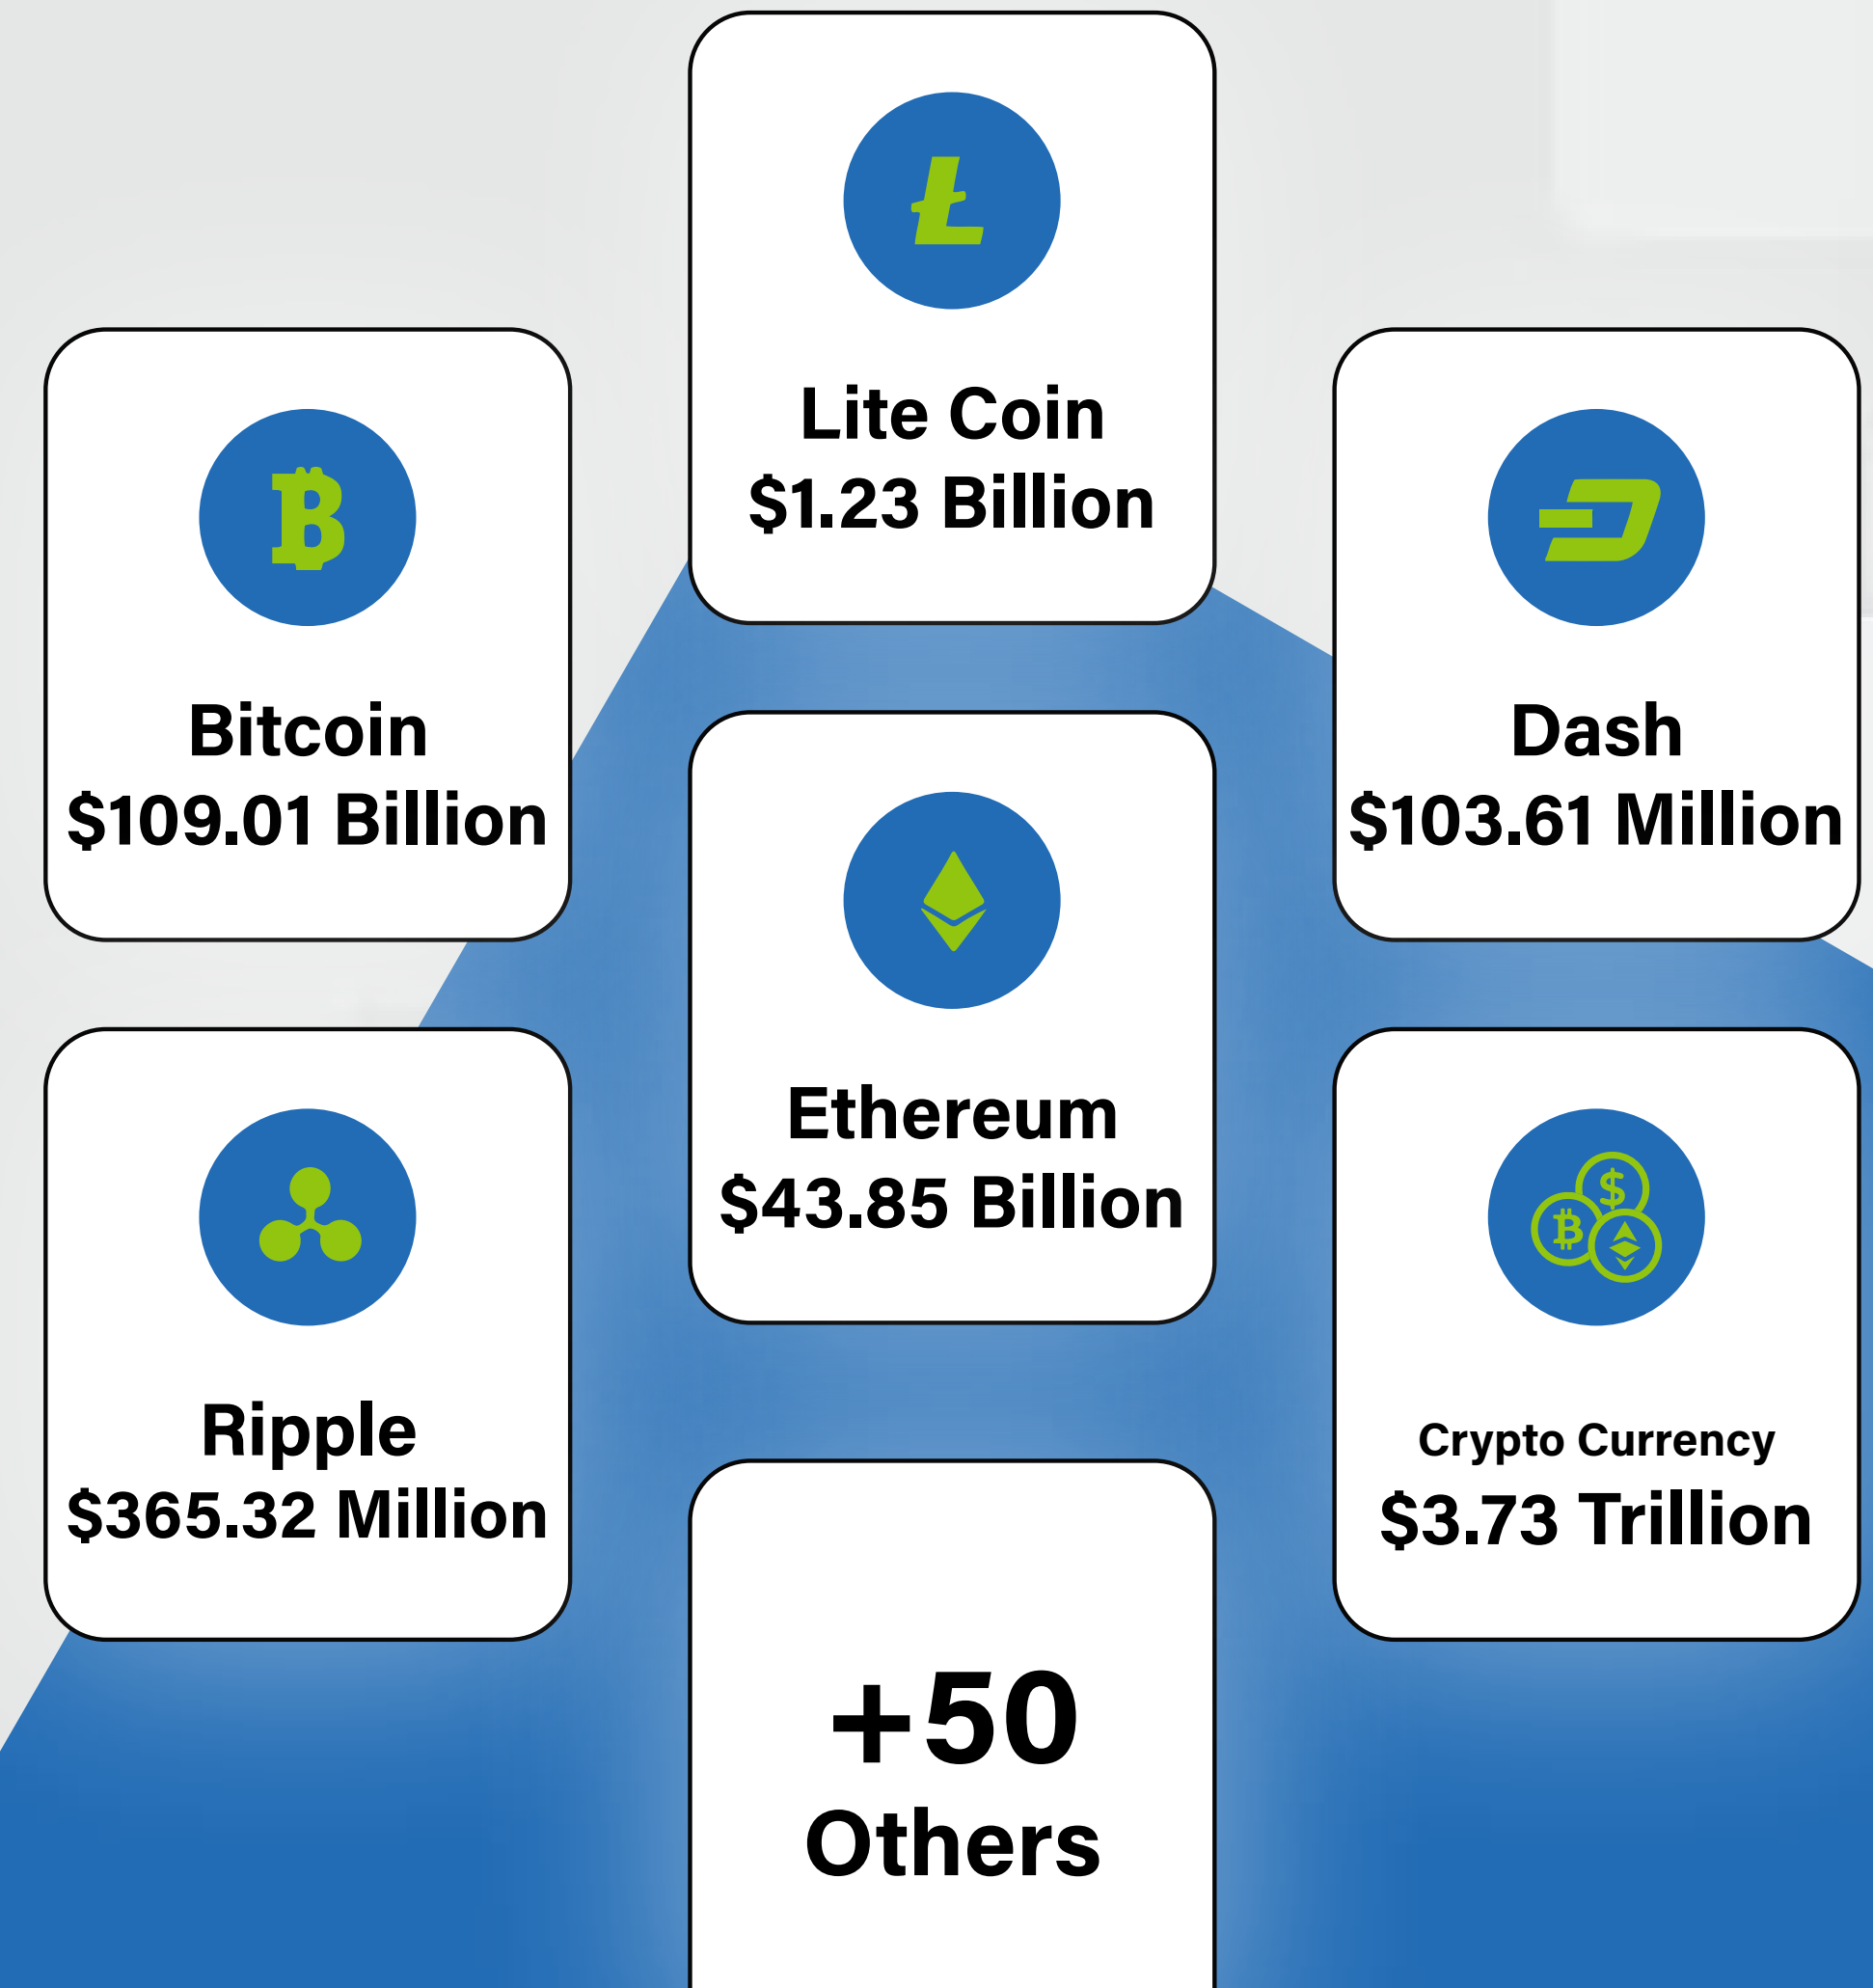 Lite Coin
$1.23 Billion
Bitcoin
$109.01 Billion
Dash
$103.61 Million
Ethereum
$43.85 Billion
Ripple
$365.32 Million
Crypto Currency
$3.73 Trillion
+50
Others